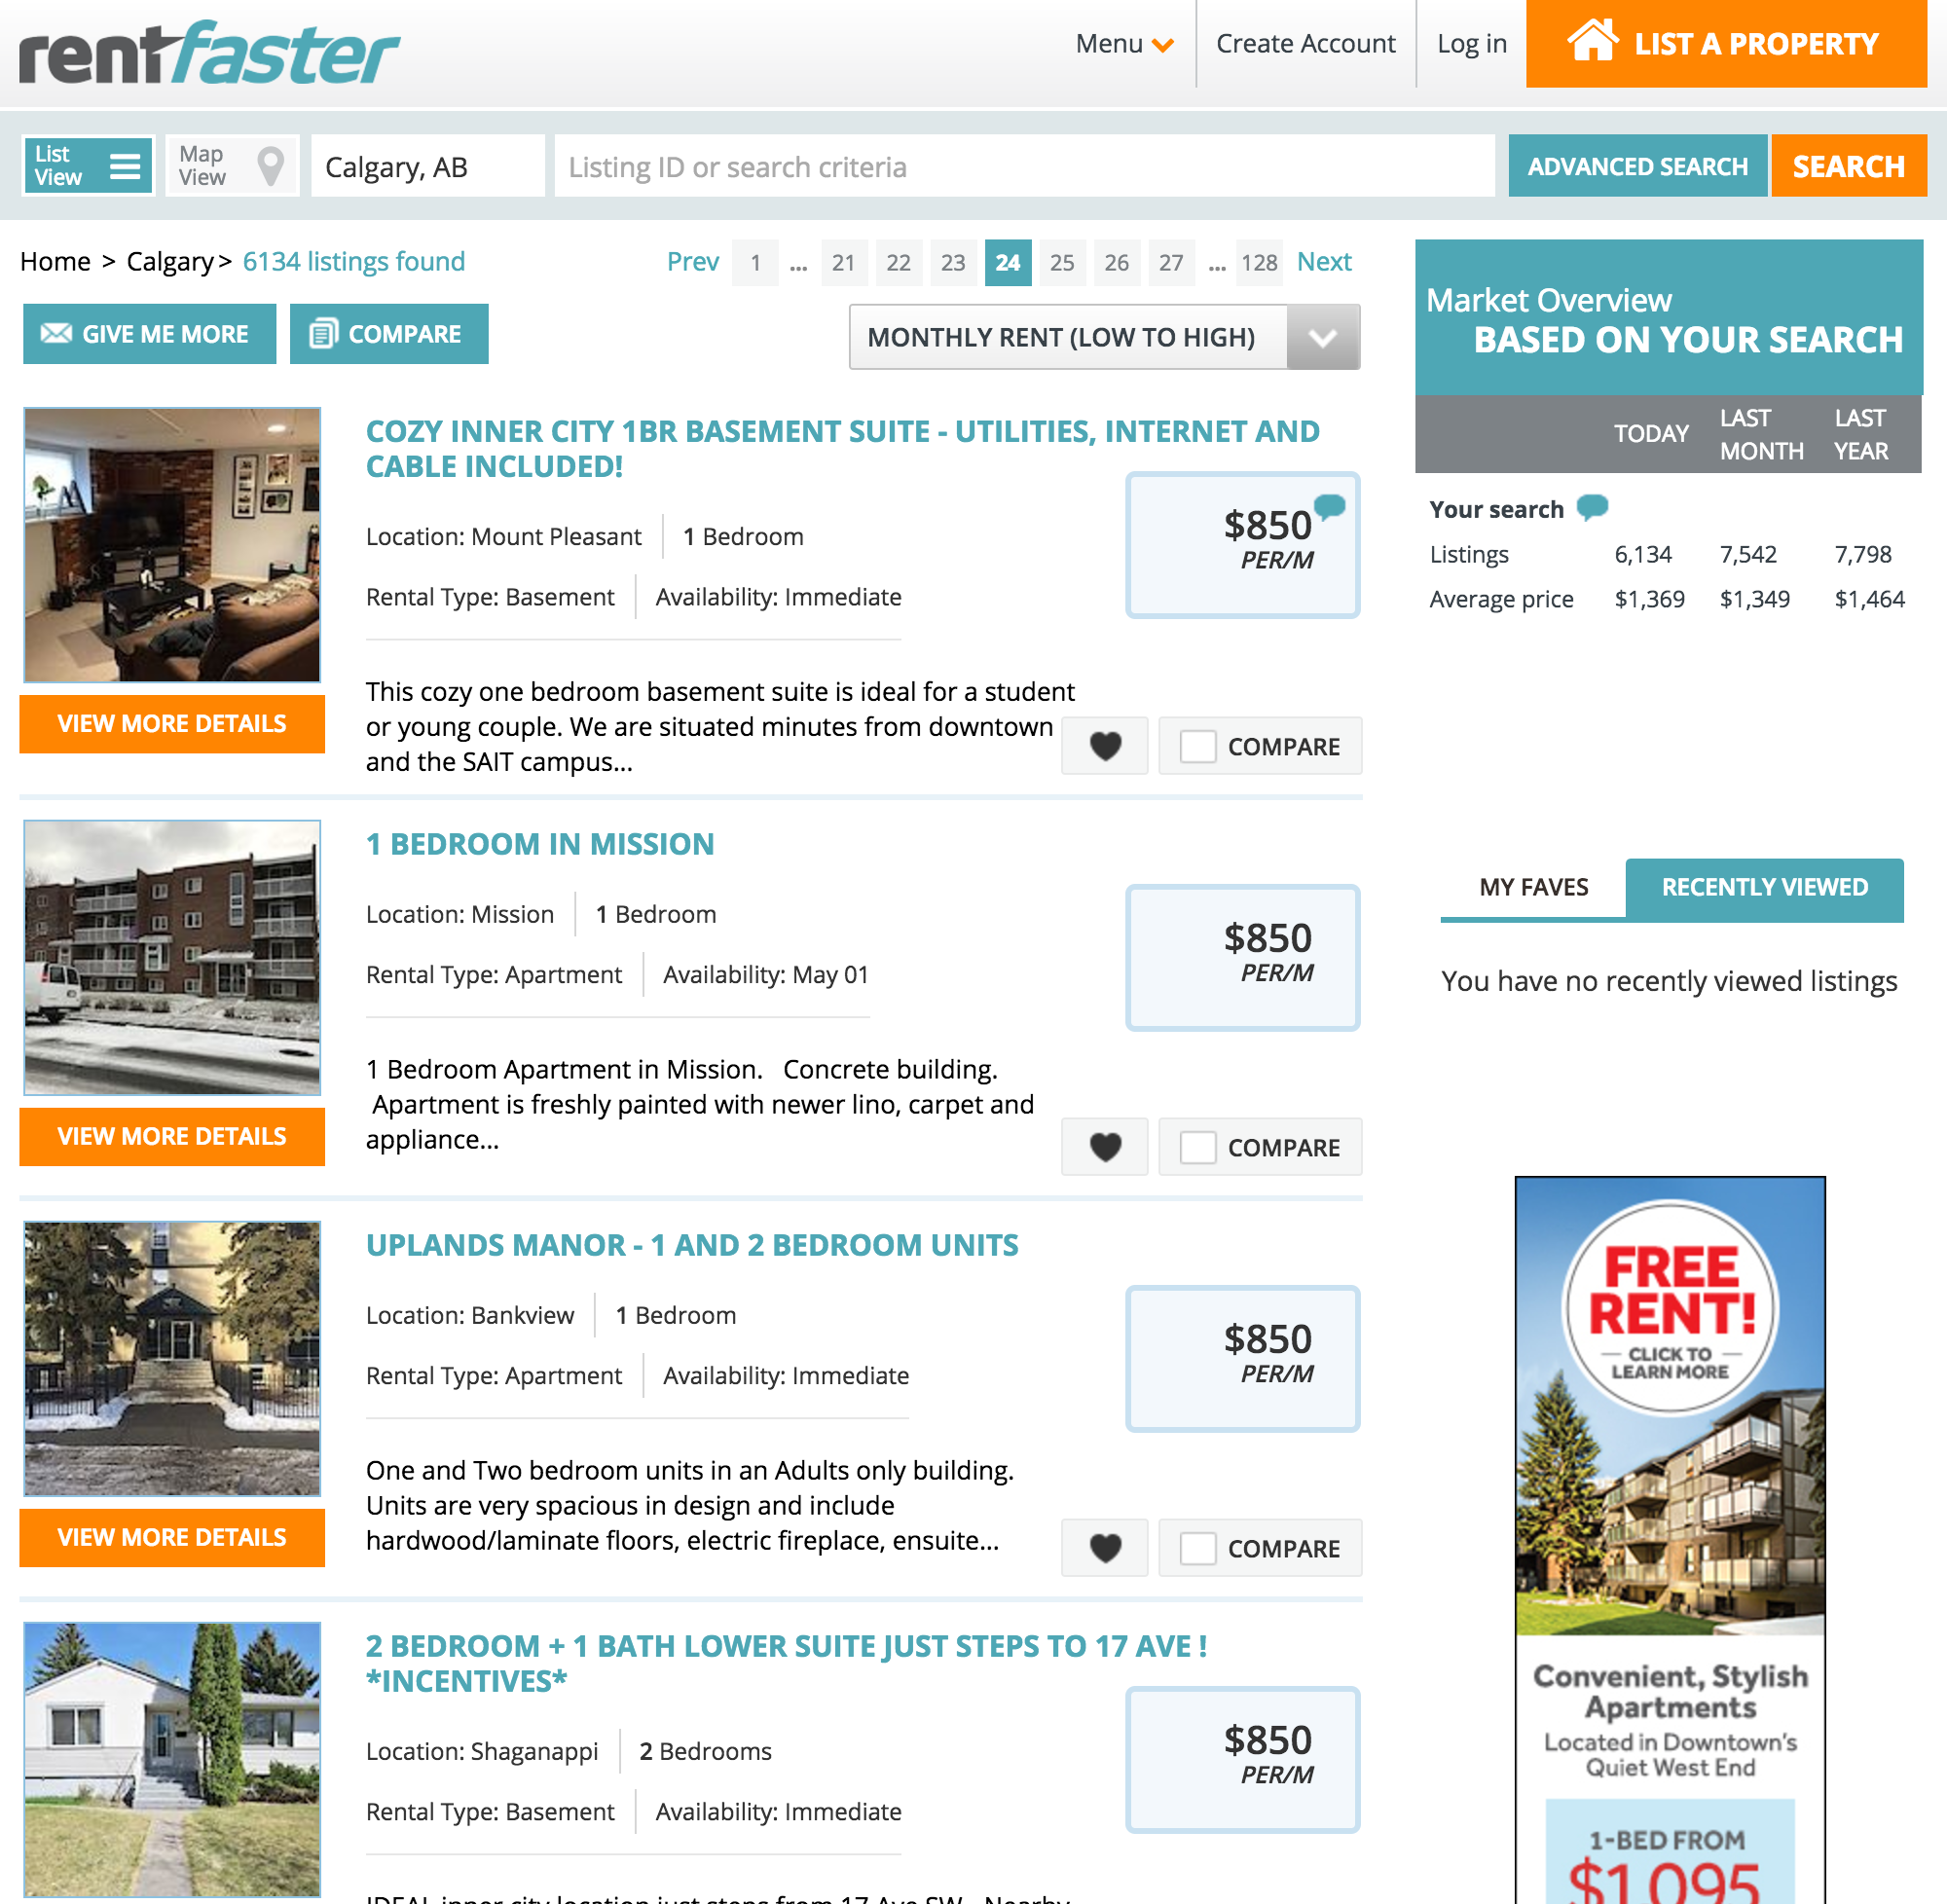 rentfaster
Menu
Create Account
Log in
LIST A PROPERTY
List
View
Map
View
Calgary, AB
Listing ID or search criteria
ADVANCED SEARCH
SEARCH
Home > Calgary > 6134 listings found
Prev 1 ... 21 22 23 24 25 26 27 ... 128 Next
GIVE ME MORE
COMPARE
MONTHLY RENT (LOW TO HIGH)
COZY INNER CITY 1BR BASEMENT SUITE - UTILITIES, INTERNET AND
CABLE INCLUDED!
Location: Mount Pleasant
1 Bedroom
Rental Type: Basement
Availability: Immediate
$850
PER/M
This cozy one bedroom basement suite is ideal for a student
or young couple. We are situated minutes from downtown
and the SAIT campus...
VIEW MORE DETAILS
COMPARE
1 BEDROOM IN MISSION
Location: Mission
1 Bedroom
Rental Type: Apartment
Availability: May 01
$850
PER/M
1 Bedroom Apartment in Mission.   Concrete building.
Apartment is freshly painted with newer lino, carpet and
appliance...
VIEW MORE DETAILS
COMPARE
UPLANDS MANOR - 1 AND 2 BEDROOM UNITS
Location: Bankview
1 Bedroom
Rental Type: Apartment
Availability: Immediate
$850
PER/M
One and Two bedroom units in an Adults only building.
Units are very spacious in design and include
hardwood/laminate floors, electric fireplace, ensuite...
VIEW MORE DETAILS
COMPARE
2 BEDROOM + 1 BATH LOWER SUITE JUST STEPS TO 17 AVE !
*INCENTIVES*
Location: Shaganappi
2 Bedrooms
Rental Type: Basement
Availability: Immediate
$850
PER/M
IDEAL inner city location just steps from 17 Ave SW. Nearby
Market Overview
BASED ON YOUR SEARCH
TODAY
LAST
MONTH
LAST
YEAR
Your search
Listings 6,134 7,542 7,798
Average price $1,369 $1,349 $1,464
MY FAVES
RECENTLY VIEWED
You have no recently viewed listings
FREE
RENT!
CLICK TO
LEARN MORE
Convenient, Stylish
Apartments
Located in Downtown's
Quiet West End
1-BED FROM
$1,095